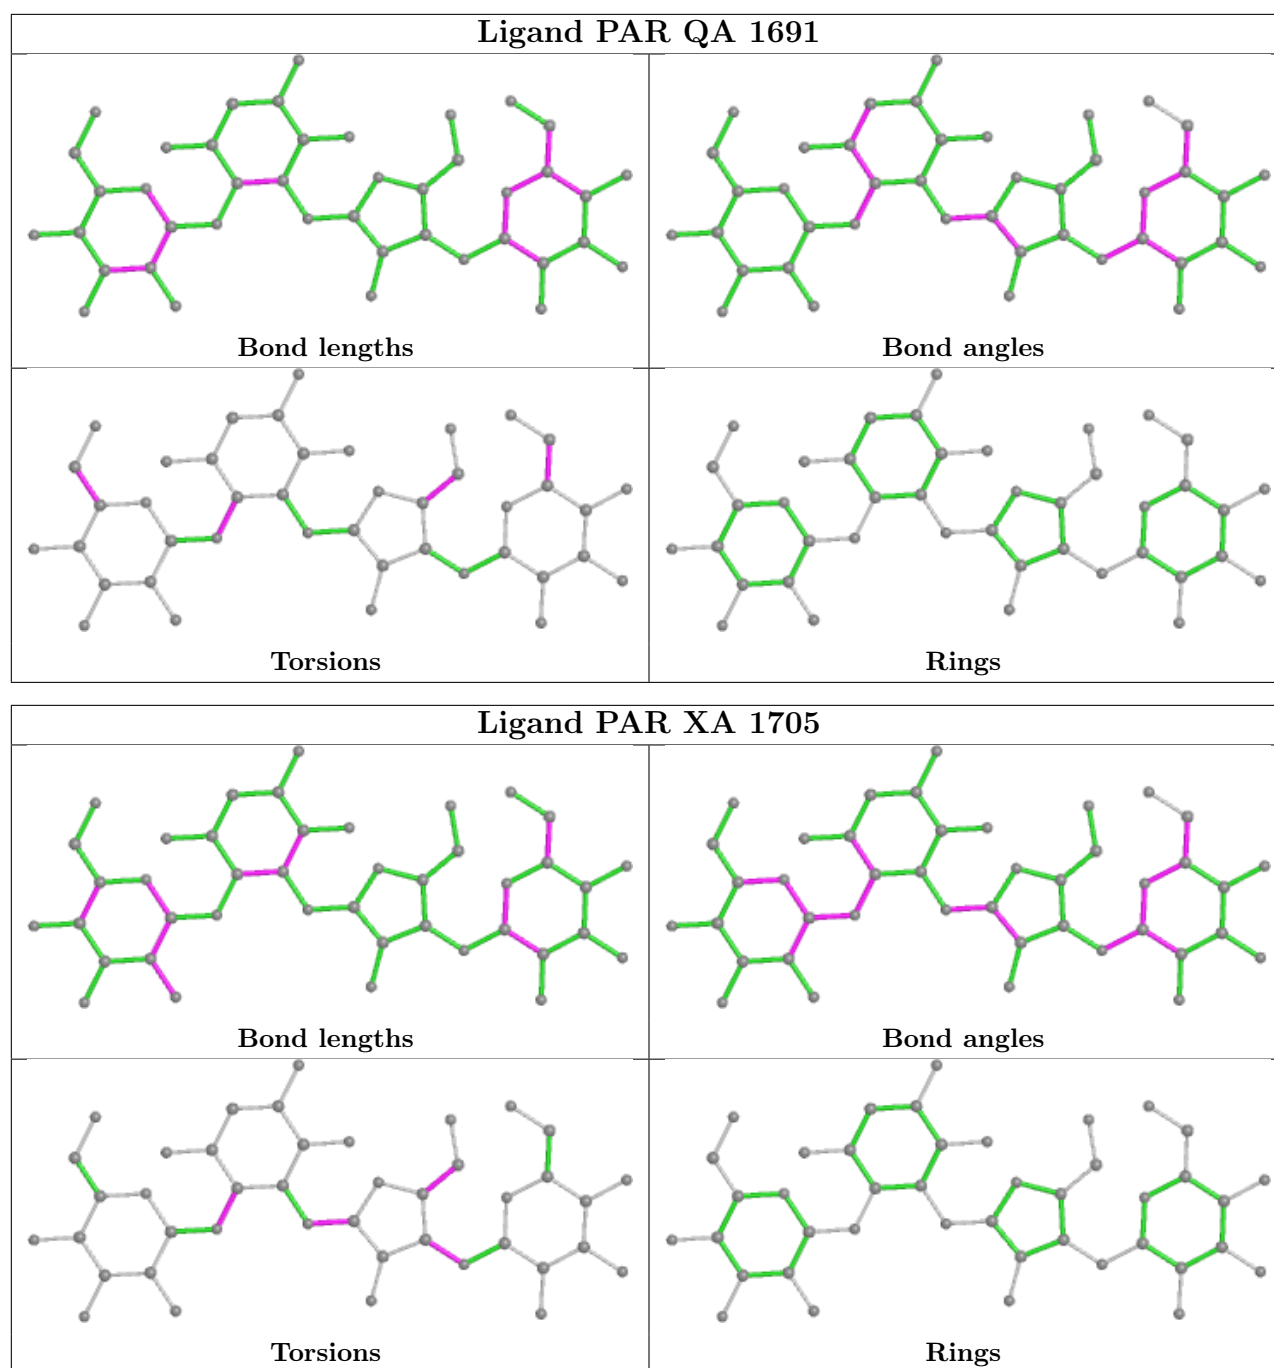 Ligand PAR QA 1691
Bond lengths
Bond angles
Torsions
Rings
Ligand PAR XA 1705
Bond lengths
Bond angles
Torsions
Rings